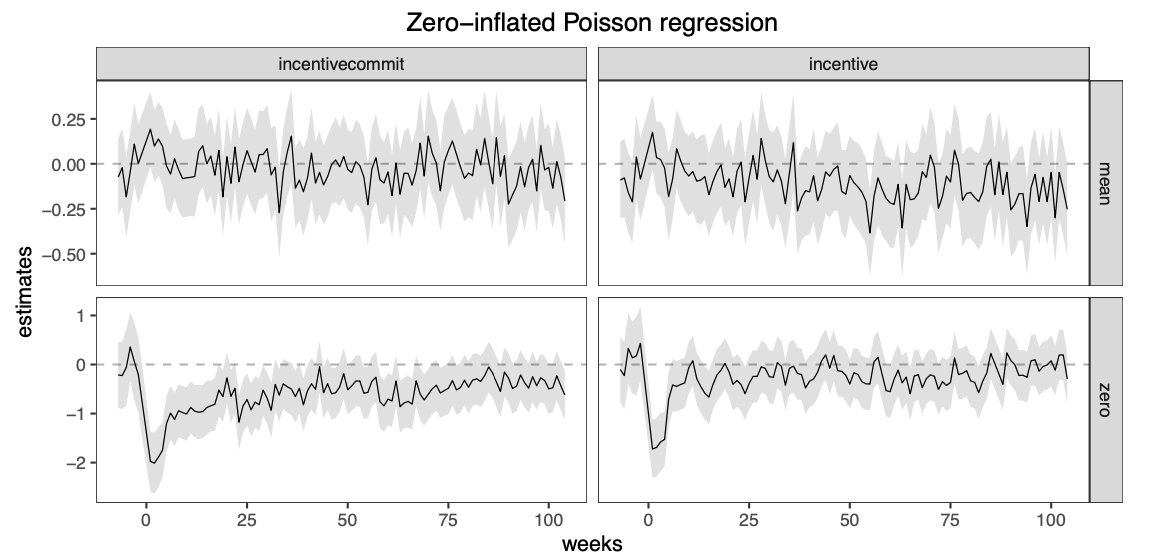 Zero−inflated Poisson regression
incentivecommit
incentive
0.25
0.00
−0.25
−0.50
mean
estimates
1
0
−1
−2
zero
0
25
50
75
100
0
25
50
75
100
weeks